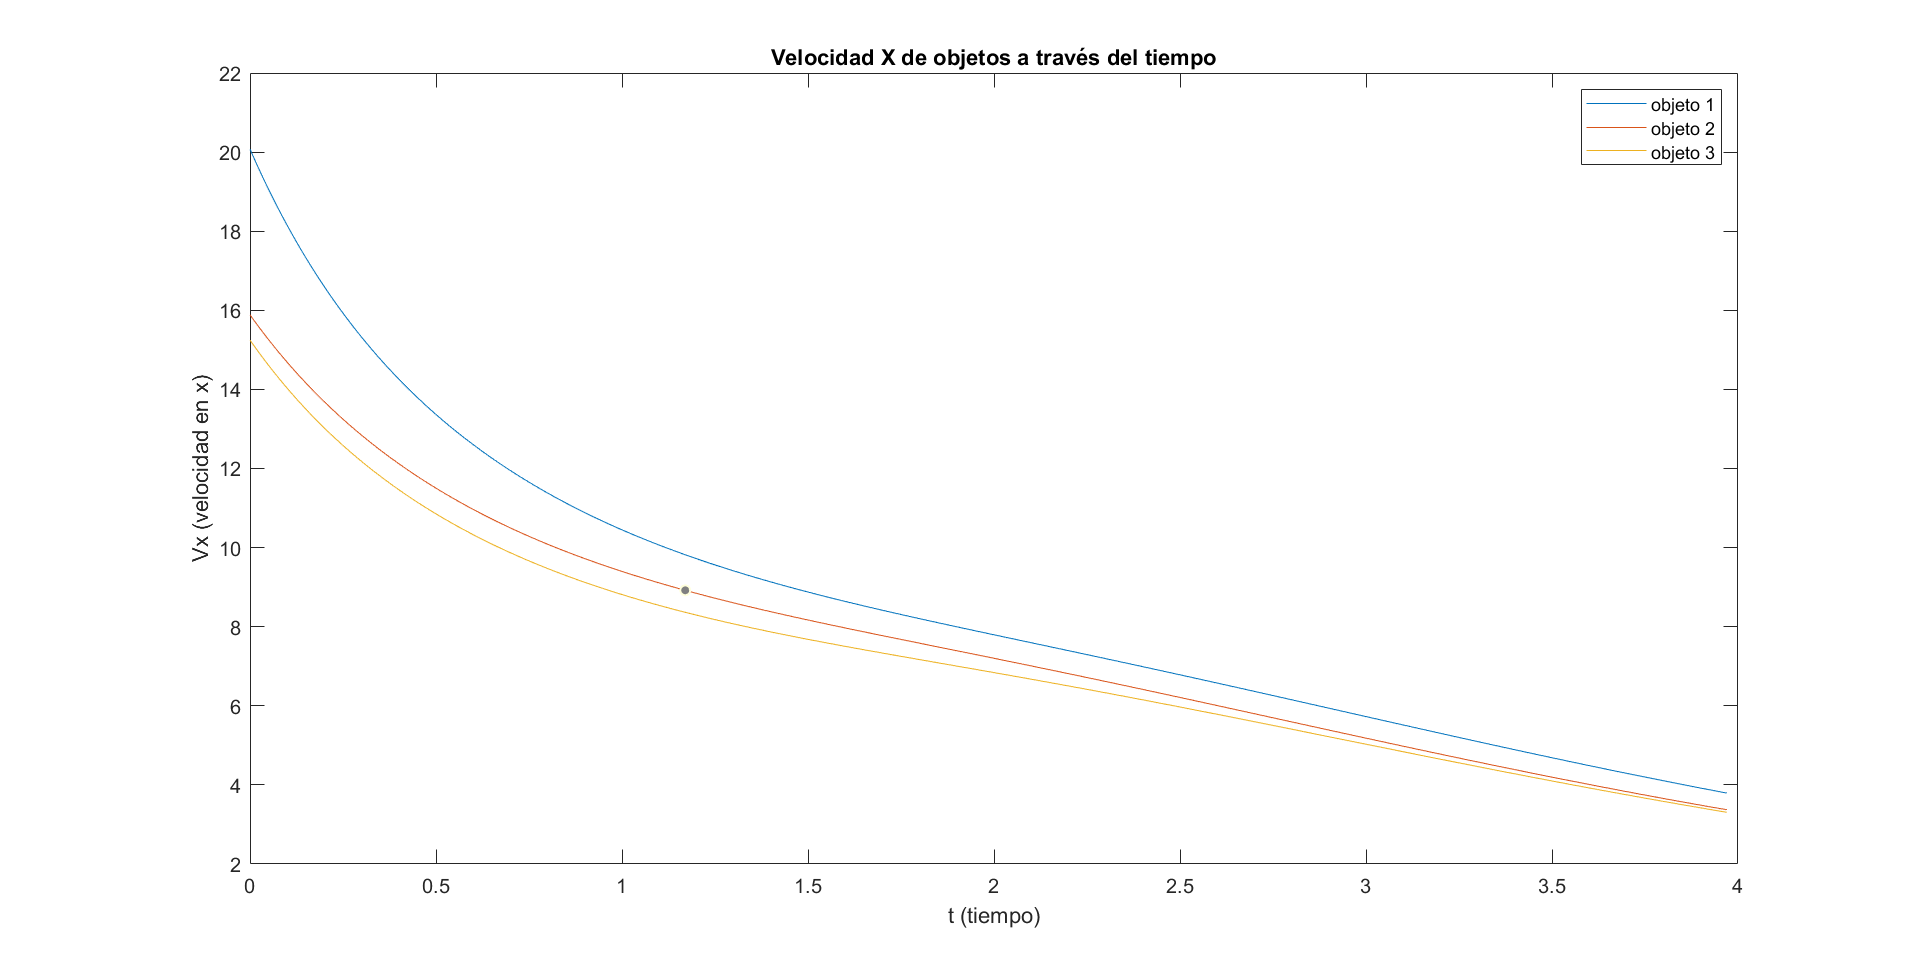 Velocidad X de objetos a través del tiempo
22
20
18
16
14
12
10
8
6
4
2
Vx (velocidad en x)
objeto 1
objeto 2
objeto 3
0 0.5 1 1.5 2 2.5 3 3.5 4
t (tiempo)